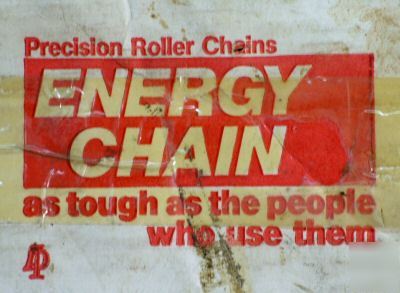 Precision Roller Chains
ENERGY
CHAIN
as tough as the people
who use them